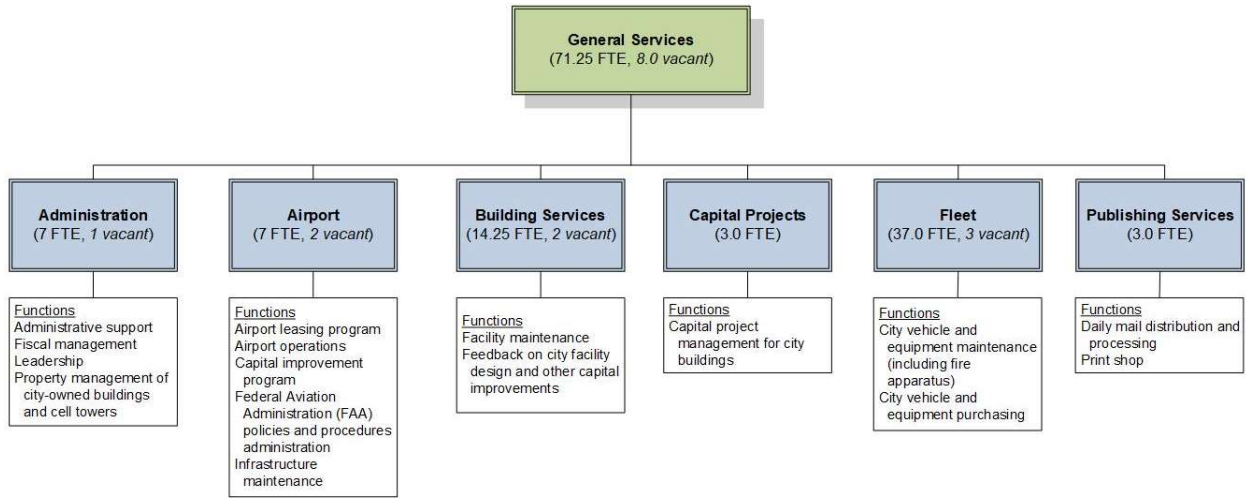 General Services
(71.25 FTE, 8.0 vacant)
Administration
(7 FTE, 1 vacant)
Airport
(7 FTE, 2 vacant)
Building Services
(14.25 FTE, 2 vacant)
Capital Projects
(3.0 FTE)
Fleet
(37.0 FTE, 3 vacant)
Publishing Services
(3.0 FTE)
Functions
Administrative support
Fiscal management
Leadership
Property management of
city-owned buildings
and cell towers
Functions
Airport leasing program
Airport operations
Capital improvement
program
Federal Aviation
Administration (FAA)
policies and procedures
administration
Infrastructure
maintenance
Functions
Facility maintenance
Feedback on city facility
design and other capital
improvements
Functions
Capital project
management for city
buildings
Functions
City vehicle and
equipment maintenance
(including fire
apparatus)
City vehicle and
equipment purchasing
Functions
Daily mail distribution and
processing
Print shop